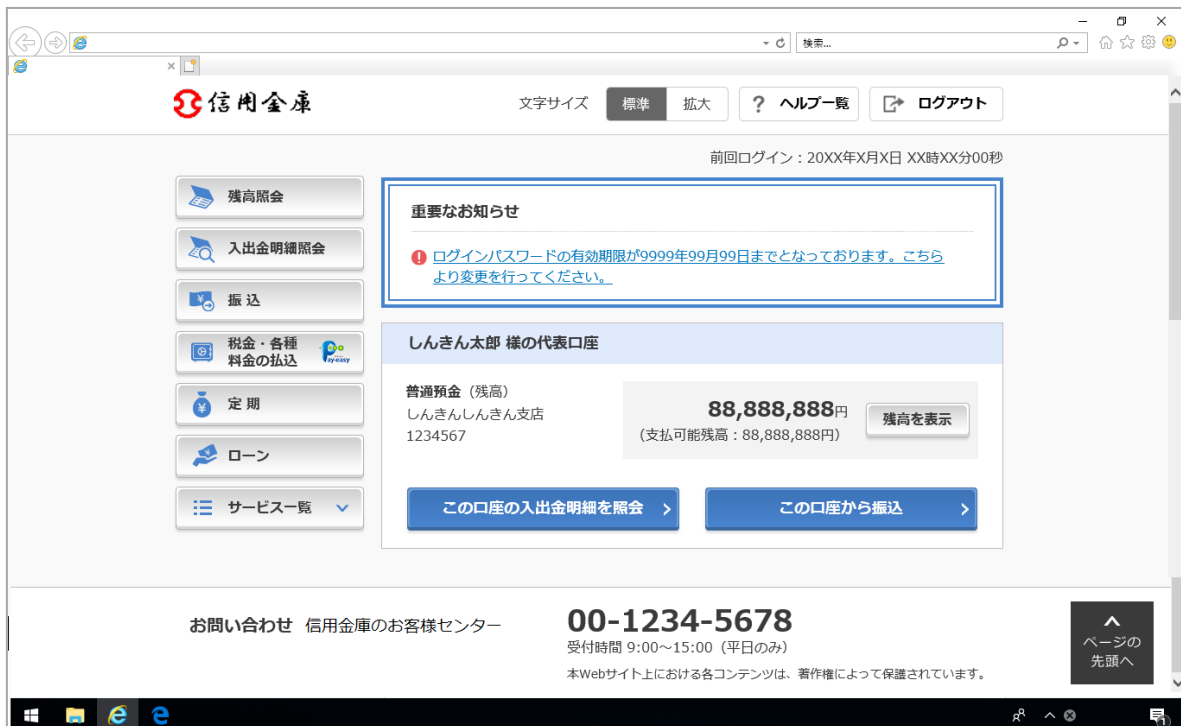 検索...
信用金庫
文字サイズ 標準 拡大 ? ヘルプ一覧 ログアウト
前回ログイン：20XX年X月X日 XX時XX分00秒
残高照会
入出金明細照会
振込
税金・各種
料金の払込
Pay-easy
定期
ローン
サービス一覧
重要なお知らせ
ログインパスワードの有効期限が9999年99月99日までとなっております。こちら
より変更を行ってください。
しんきん太郎 様の代表口座
普通預金（残高）
しんきんしんきん支店
1234567
88,888,888円
（支払可能残高：88,888,888円）
残高を表示
この口座の入出金明細を照会
この口座から振込
お問い合わせ 信用金庫のお客様センター
00-1234-5678
受付時間 9:00～15:00（平日のみ）
本Webサイト上における各コンテンツは、著作権によって保護されています。
ページの
先頭へ